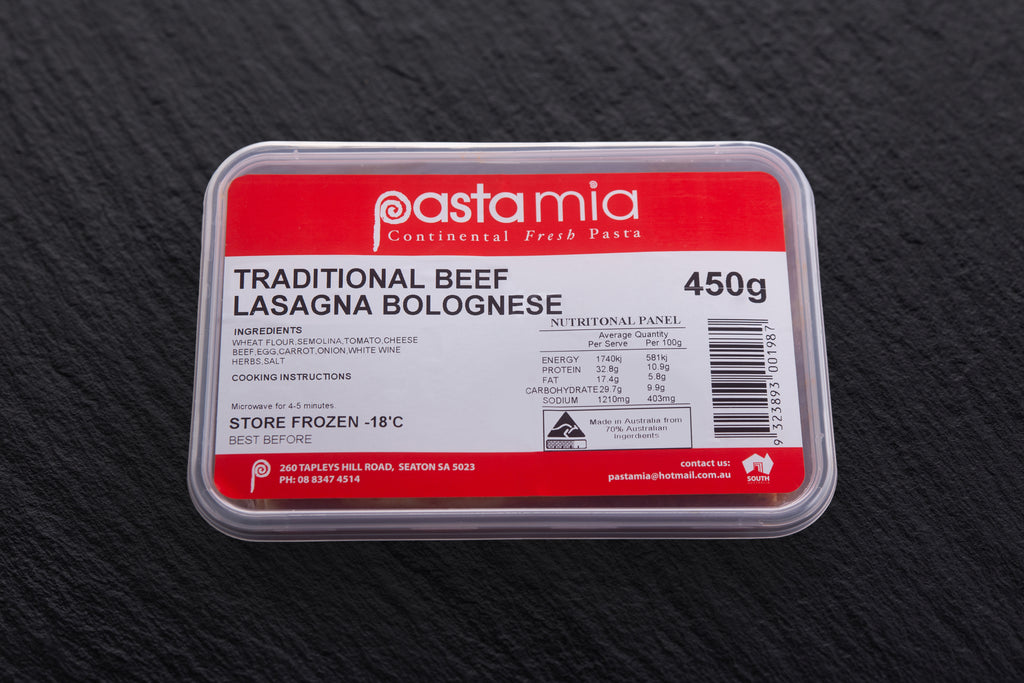 pasta mia
Continental Fresh Pasta
TRADITIONAL BEEF
LASAGNA BOLOGNESE
450g
INGREDIENTS
WHEAT FLOUR,SEMOLINA,TOMATO,CHEESE
BEEF,EGG,CARROT,ONION,WHITE WINE
HERBS,SALT
COOKING INSTRUCTIONS
Microwave for 4-5 minutes
STORE FROZEN -18'C
BEST BEFORE
NUTRITONAL PANEL
Average Quantity
Per Serve Per 100g
ENERGY 1740kj 581kj
PROTEIN 32.8g 10.9g
FAT 17.4g 5.8g
CARBOHYDRATE 29.7g 9.9g
SODIUM 1210mg 403mg
Made in Australia from
70% Australian
Ingerdients
9 323893 001987
260 TAPLEYS HILL ROAD, SEATON SA 5023
PH: 08 8347 4514
contact us:
pastamia@hotmail.com.au
SOUTH